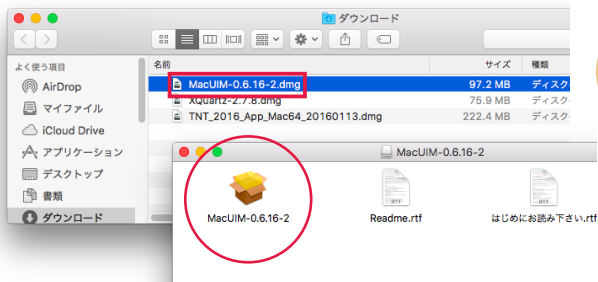 ダウンロード
よく使う項目
AirDrop
マイファイル
iCloud Drive
アプリケーション
デスクトップ
書類
ダウンロード
名前 サイズ 種類
MacUIM-0.6.16-2.dmg 97.2 MB ディスク
XQuartz-2.7.8.dmg 75.9 MB ディスク
TNT_2016_App_Mac64_20160113.dmg 222.4 MB ディスク
MacUIM-0.6.16-2
MacUIM-0.6.16-2
RTF
Readme.rtf
RTF
はじめにお読み下さい.rtf